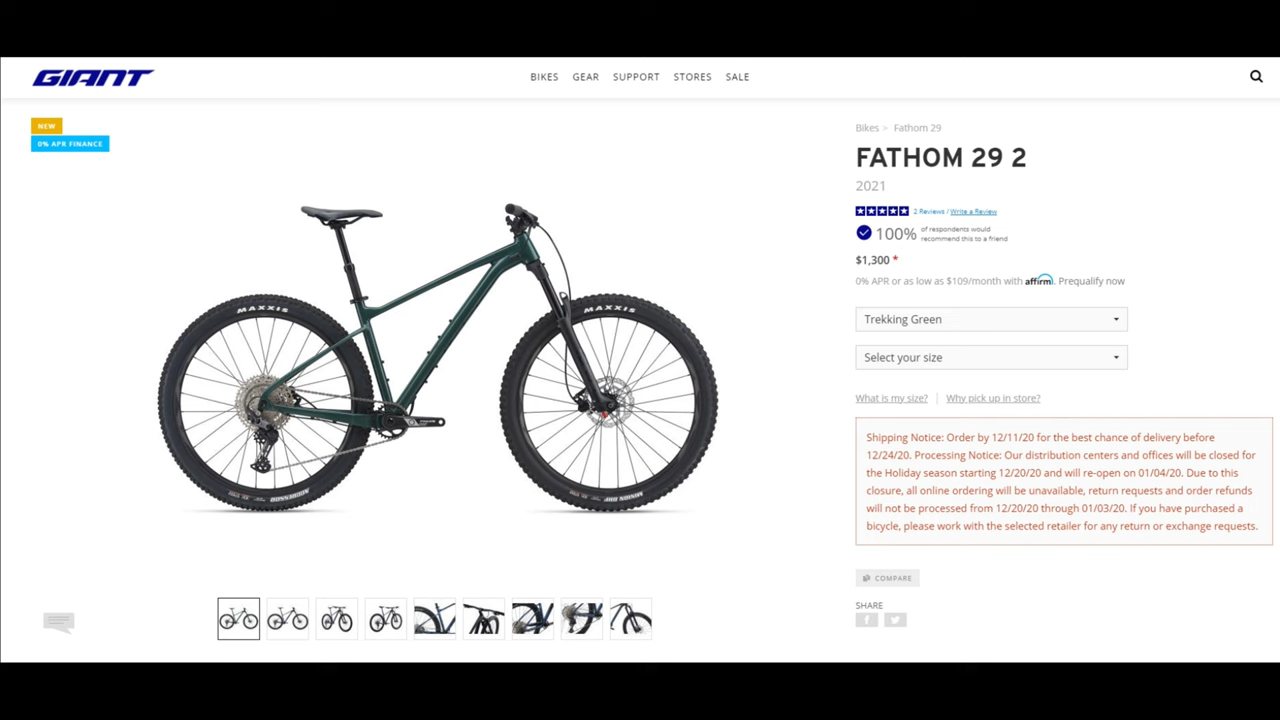 GIANT
BIKES GEAR SUPPORT STORES SALE
NEW
0% APR FINANCE
Bikes » Fathom 29
FATHOM 29 2
2021
2 Reviews / Write a Review
100% of respondents would
recommend this to a friend
$1,300 *
0% APR or as low as $109/month with affirm. Prequalify now
Trekking Green
Select your size
What is my size? Why pick up in store?
Shipping Notice: Order by 12/11/20 for the best chance of delivery before
12/24/20. Processing Notice: Our distribution centers and offices will be closed for
the Holiday season starting 12/20/20 and will re-open on 01/04/20. Due to this
closure, all online ordering will be unavailable, return requests and order refunds
will not be processed from 12/20/20 through 01/03/20. If you have purchased a
bicycle, please work with the selected retailer for any return or exchange requests.
COMPARE
SHARE
MAXXIS
MAXXIS
AGGRESSOR
MINION DHF